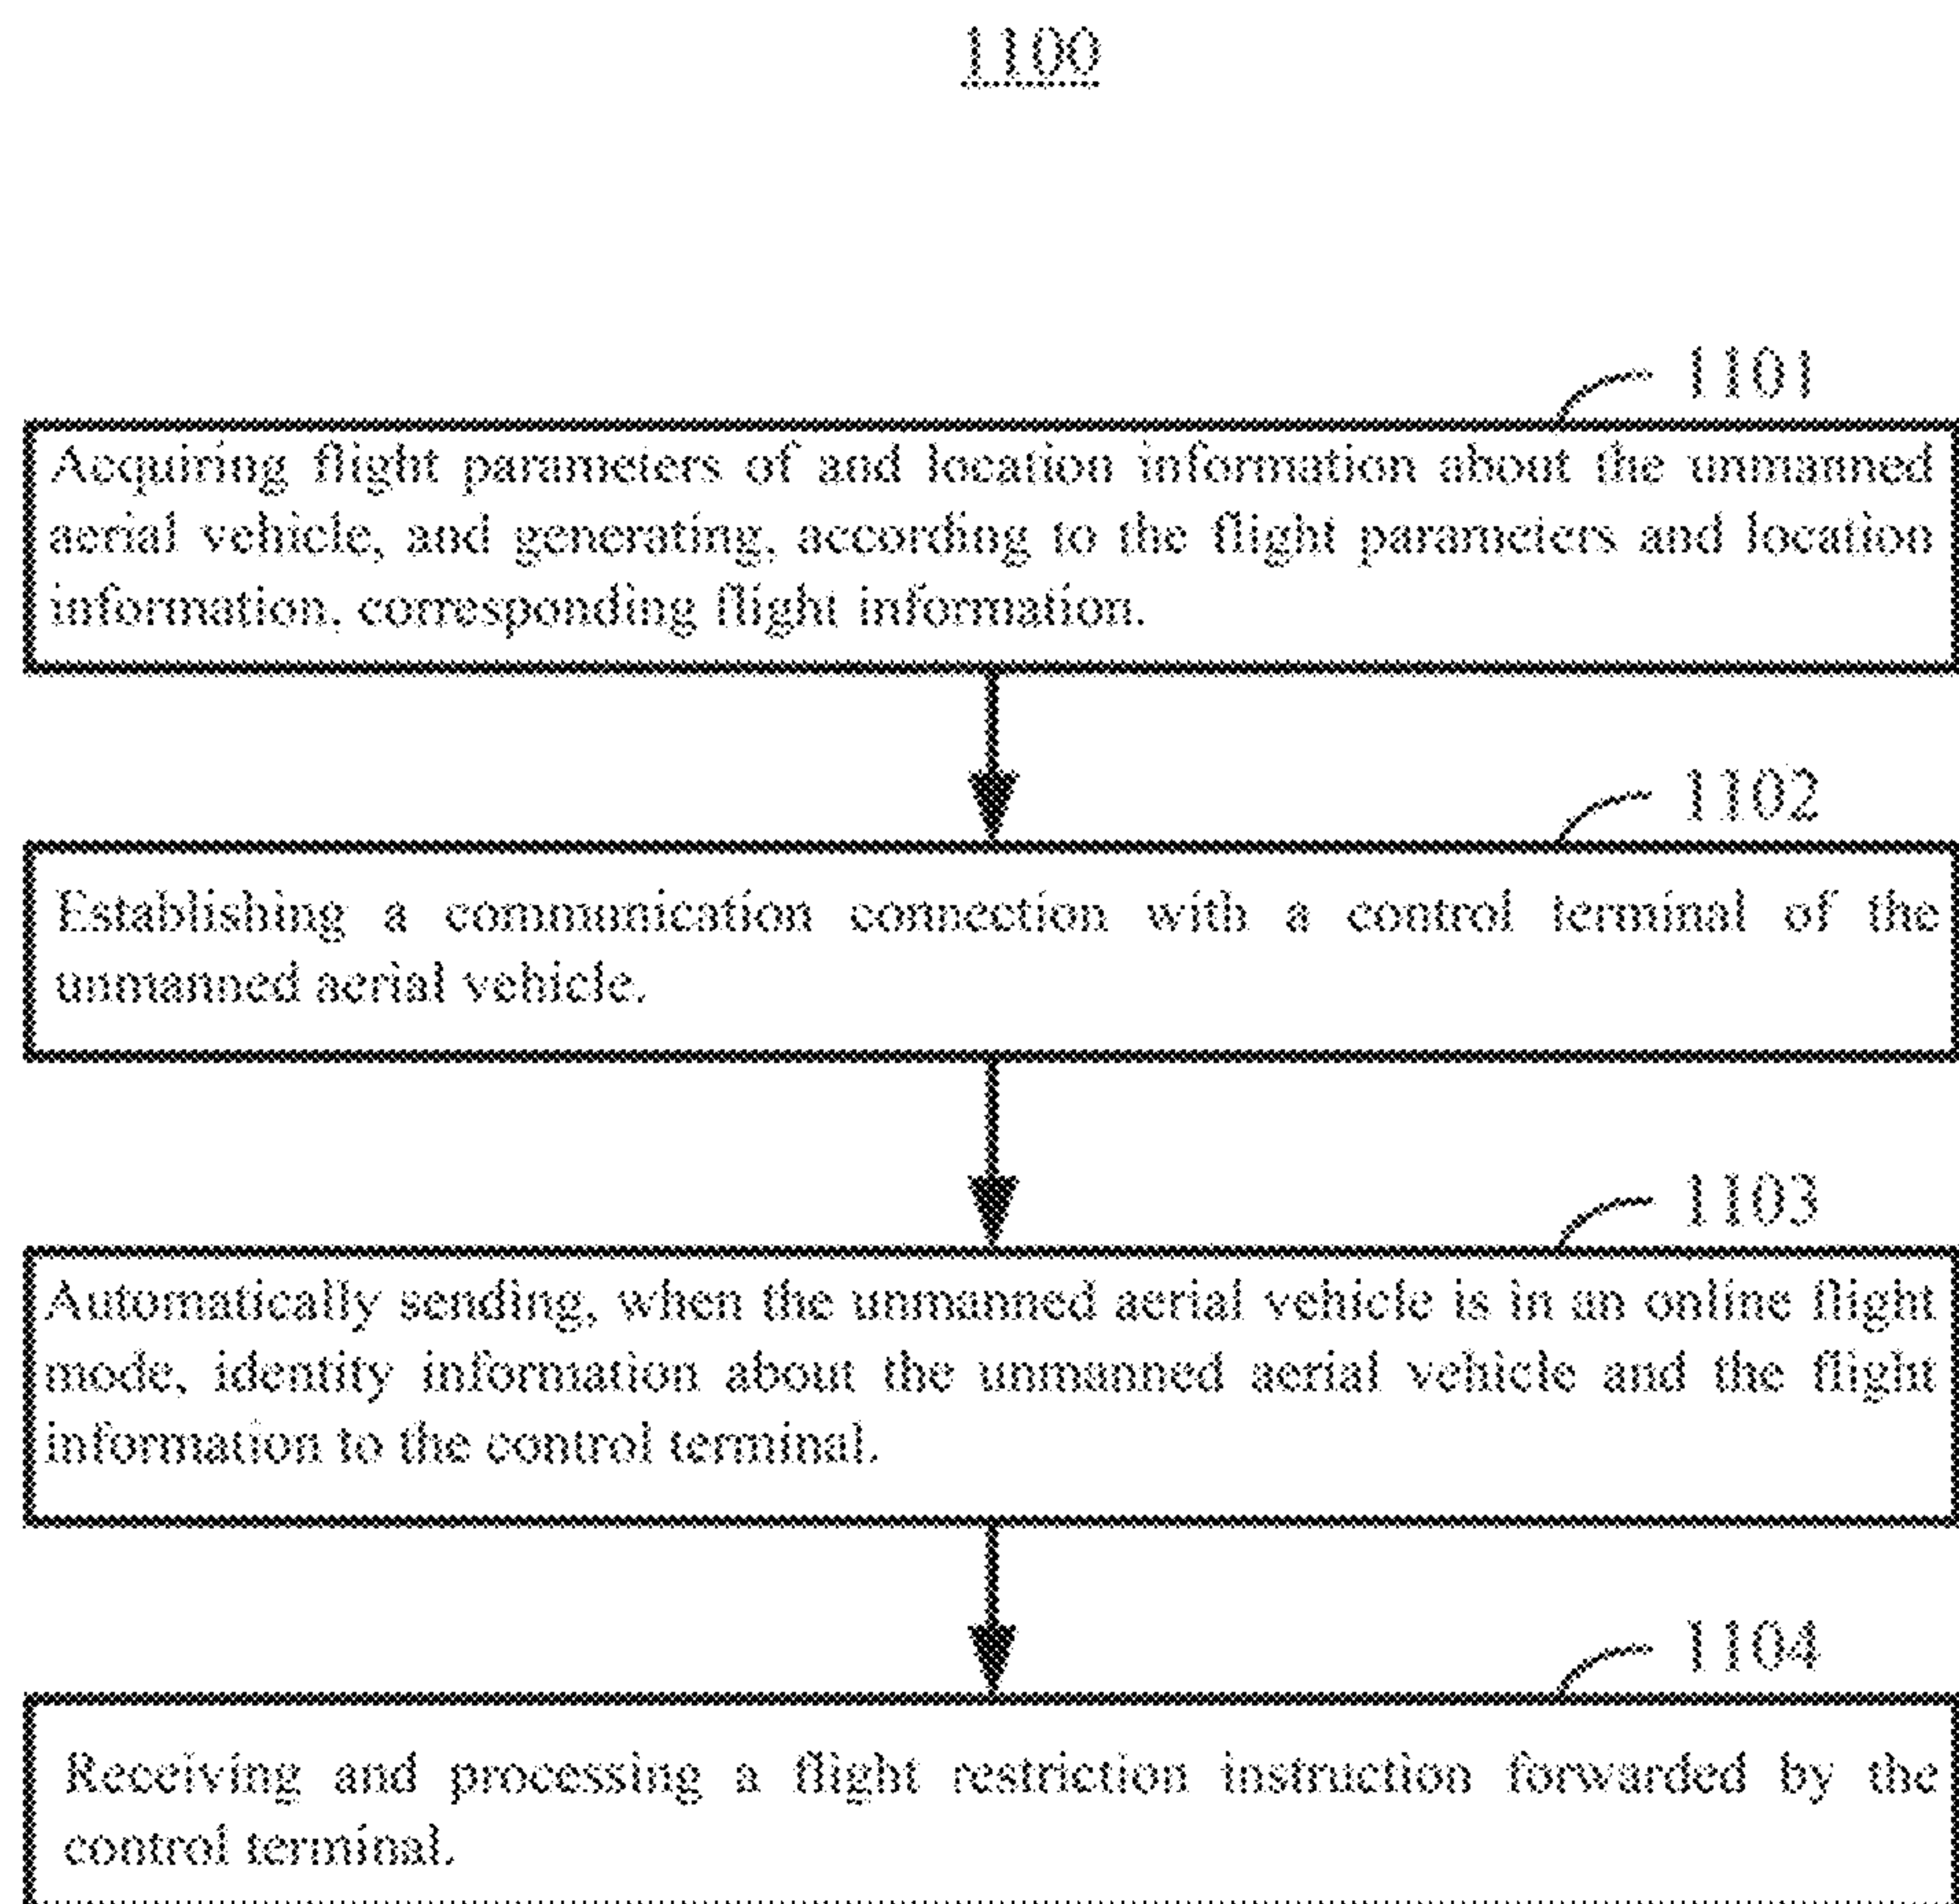 1100
1101
Acquiring flight parameters of and location information about the unmanned
aerial vehicle, and generating, according to the flight parameters and location
information, corresponding flight information.
1102
Establishing a communication connection with a control terminal of the
unmanned aerial vehicle.
1103
Automatically sending, when the unmanned aerial vehicle is in an online flight
mode, identity information about the unmanned aerial vehicle and the flight
information to the control terminal.
1104
Receiving and processing a flight restriction instruction forwarded by the
control terminal.